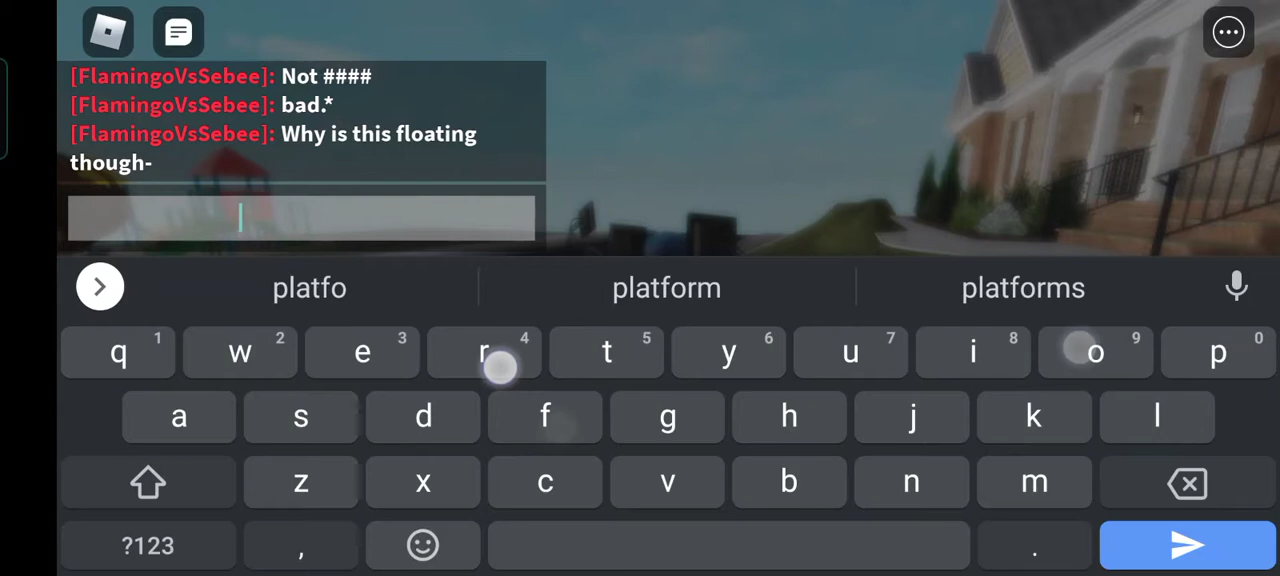 [FlamingoVsSebee]: Not ####
[FlamingoVsSebee]: bad.*
[FlamingoVsSebee]: Why is this floating
though-
platfo platform platforms
q 1 w 2 e 3 r 4 t 5 y 6 u 7 i 8 o 9 p 0
a s d f g h j k l
z x c v b n m
?123 , .